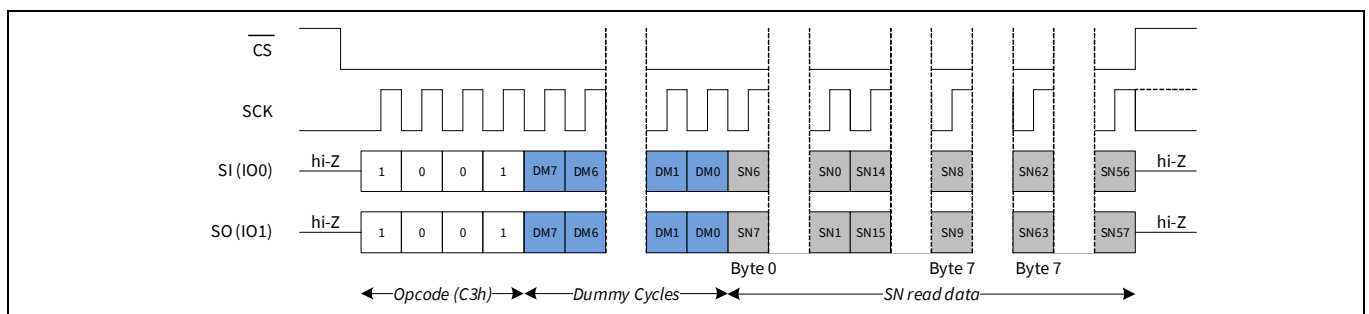 CS
SCK
SI (IO0) hi-Z 1 0 0 1 DM7 DM6 DM1 DM0 SN6 SN0 SN14 SN8 SN62 SN56 hi-Z
SO (IO1) hi-Z 1 0 0 1 DM7 DM6 DM1 DM0 SN7 SN1 SN15 SN9 SN63 SN57 hi-Z
Byte 0 Byte 7 Byte 7
Opcode (C3h) Dummy Cycles SN read data